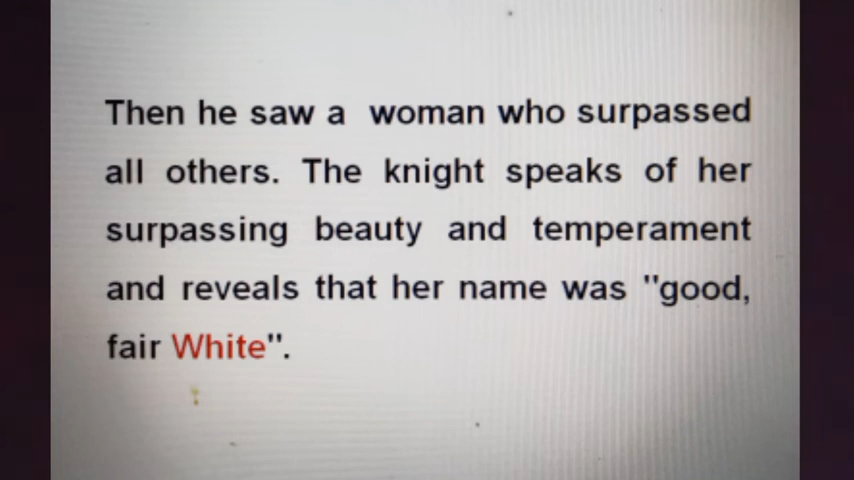 Then he saw a  woman who surpassed
all others. The knight speaks of her
surpassing beauty and temperament
and reveals that her name was "good,
fair White".